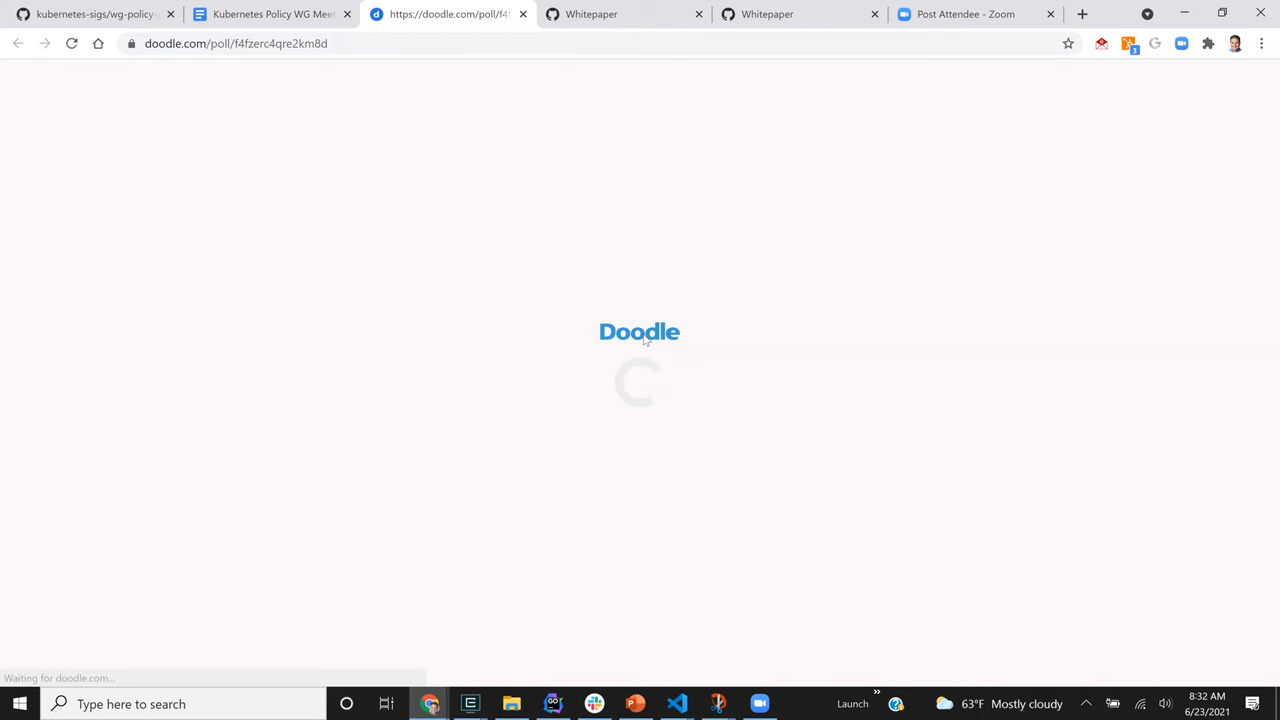 kubernetes-sigs/wg-policy-
Kubernetes Policy WG Meet
https://doodle.com/poll/f4f
Whitepaper
Whitepaper
Post Attendee - Zoom
doodle.com/poll/f4fzerc4qre2km8d
3
Doodle
Waiting for doodle.com...
Type here to search
Launch
63°F Mostly cloudy
8:32 AM
6/23/2021